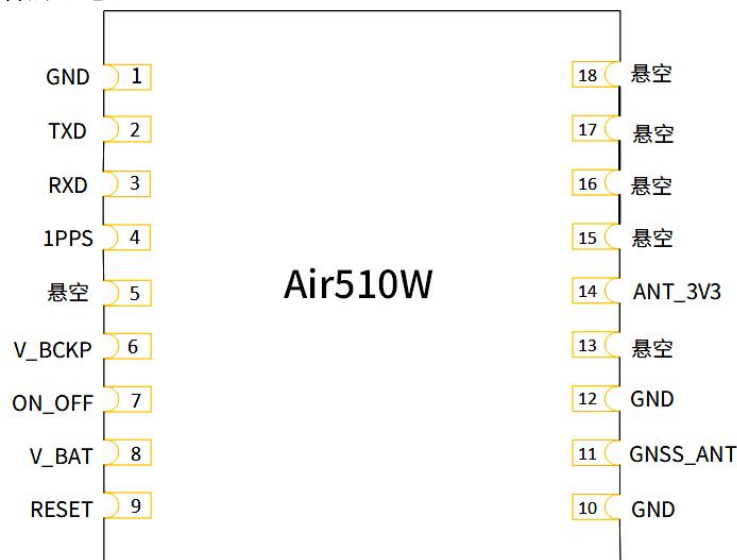 GND 1
TXD 2
RXD 3
1PPS 4
悬空 5
V_BCKP 6
ON_OFF 7
V_BAT 8
RESET 9
Air510W
18 悬空
17 悬空
16 悬空
15 悬空
14 ANT_3V3
13 悬空
12 GND
11 GNSS_ANT
10 GND